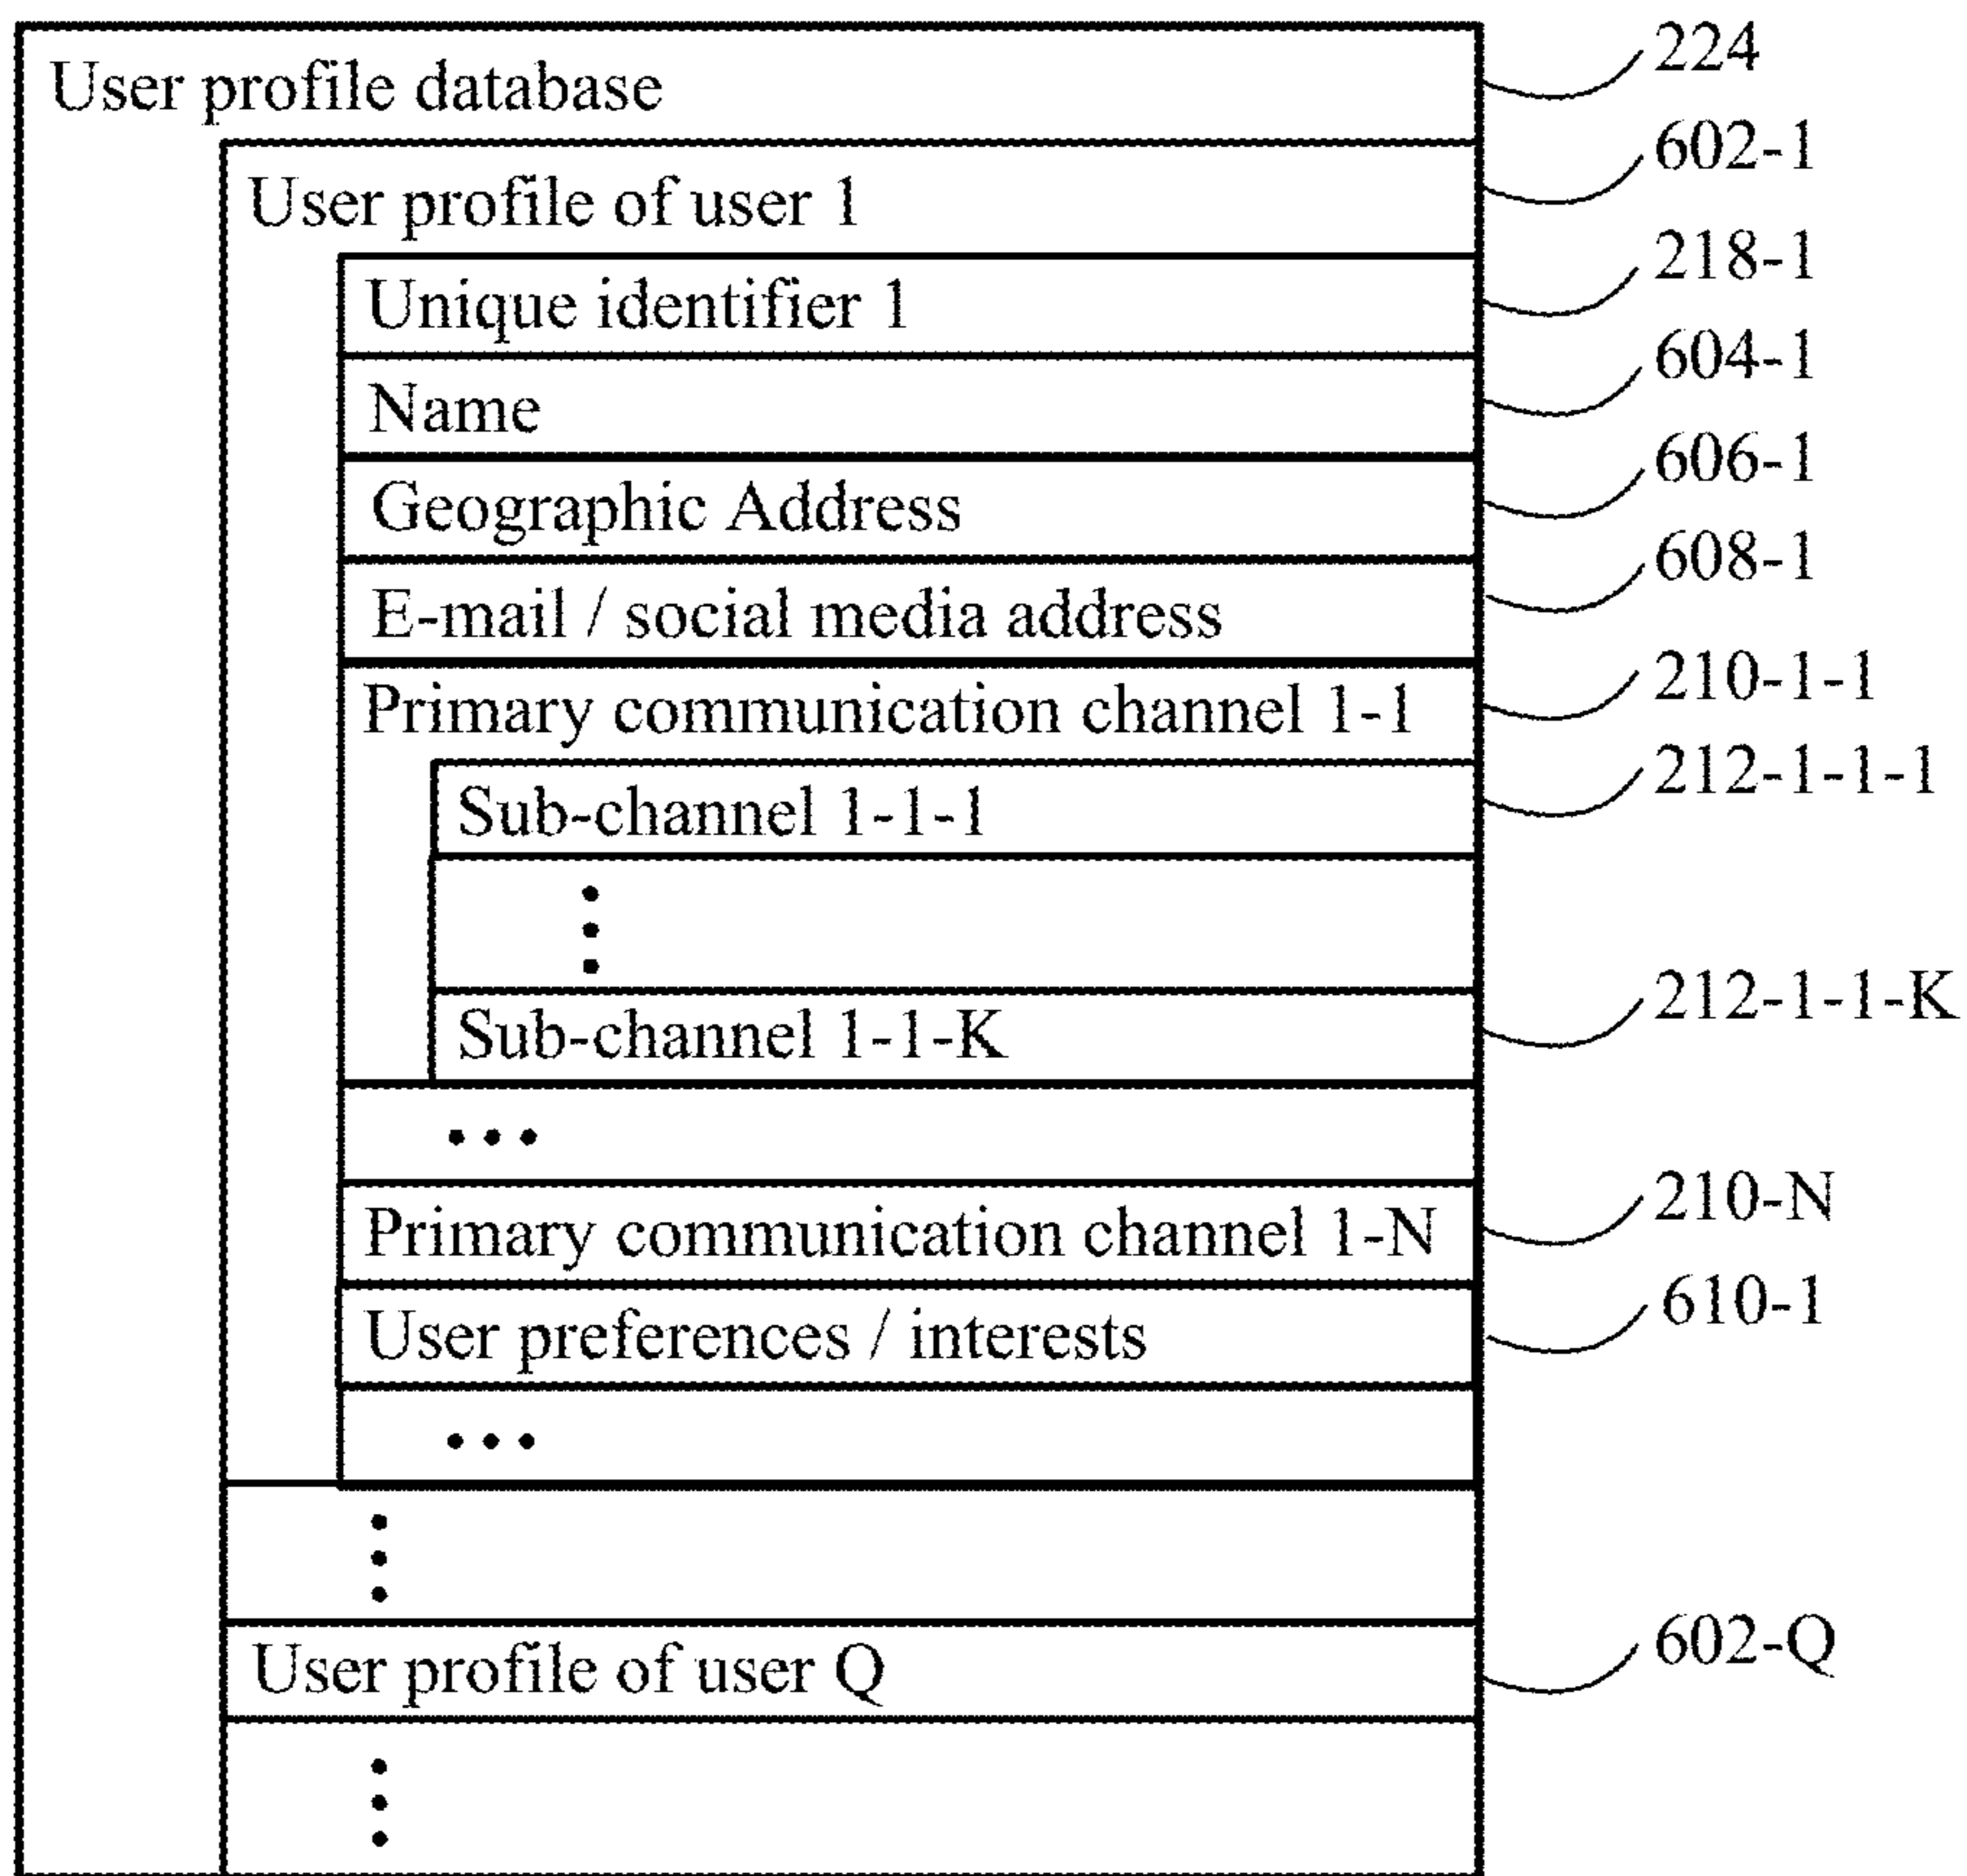 User profile database
224
User profile of user 1
602-1
Unique identifier 1
218-1
Name
604-1
Geographic Address
606-1
E-mail / social media address
608-1
Primary communication channel 1-1
210-1-1
Sub-channel 1-1-1
212-1-1-1
Sub-channel 1-1-K
212-1-1-K
Primary communication channel 1-N
210-N
User preferences / interests
610-1
User profile of user Q
602-Q